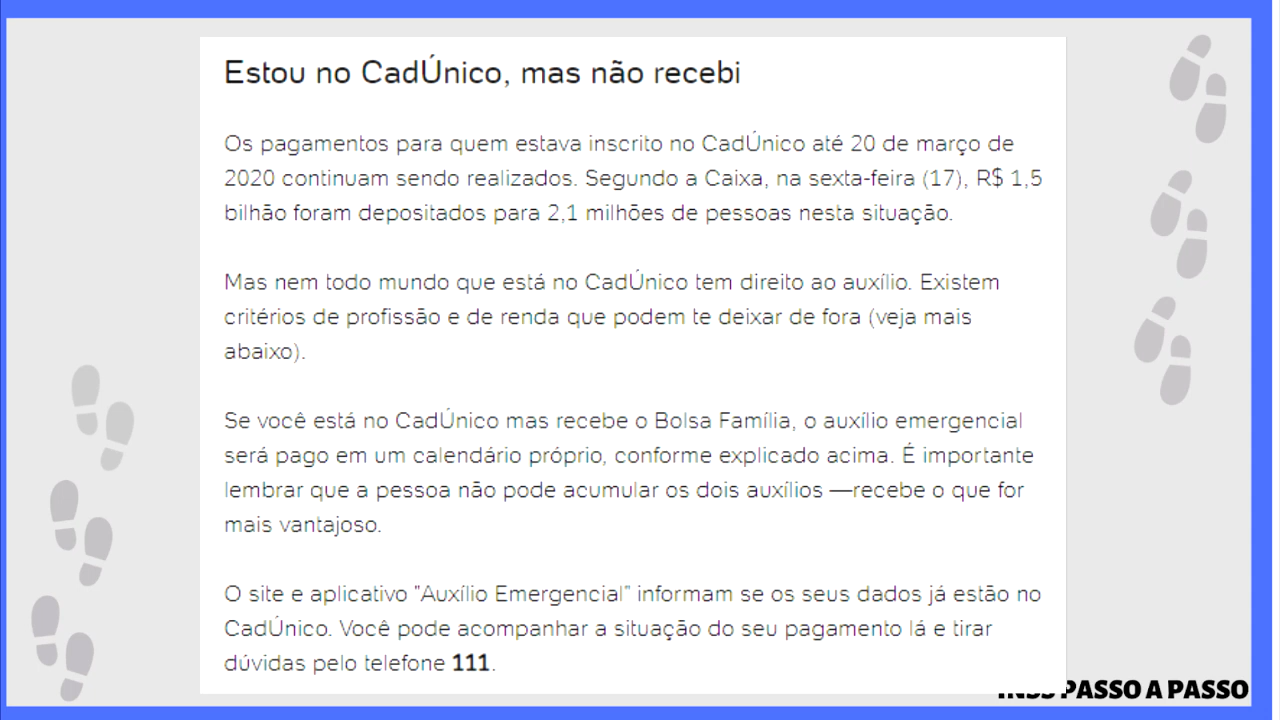 Estou no CadÚnico, mas não recebi
Os pagamentos para quem estava inscrito no CadÚnico até 20 de março de
2020 continuam sendo realizados. Segundo a Caixa, na sexta-feira (17), R$ 1,5
bilhão foram depositados para 2,1 milhões de pessoas nesta situação.
Mas nem todo mundo que está no CadÚnico tem direito ao auxílio. Existem
critérios de profissão e de renda que podem te deixar de fora (veja mais
abaixo).
Se você está no CadÚnico mas recebe o Bolsa Família, o auxílio emergencial
será pago em um calendário próprio, conforme explicado acima. É importante
lembrar que a pessoa não pode acumular os dois auxílios —recebe o que for
mais vantajoso.
O site e aplicativo "Auxílio Emergencial" informam se os seus dados já estão no
CadÚnico. Você pode acompanhar a situação do seu pagamento lá e tirar
dúvidas pelo telefone 111.
INSS PASSO A PASSO